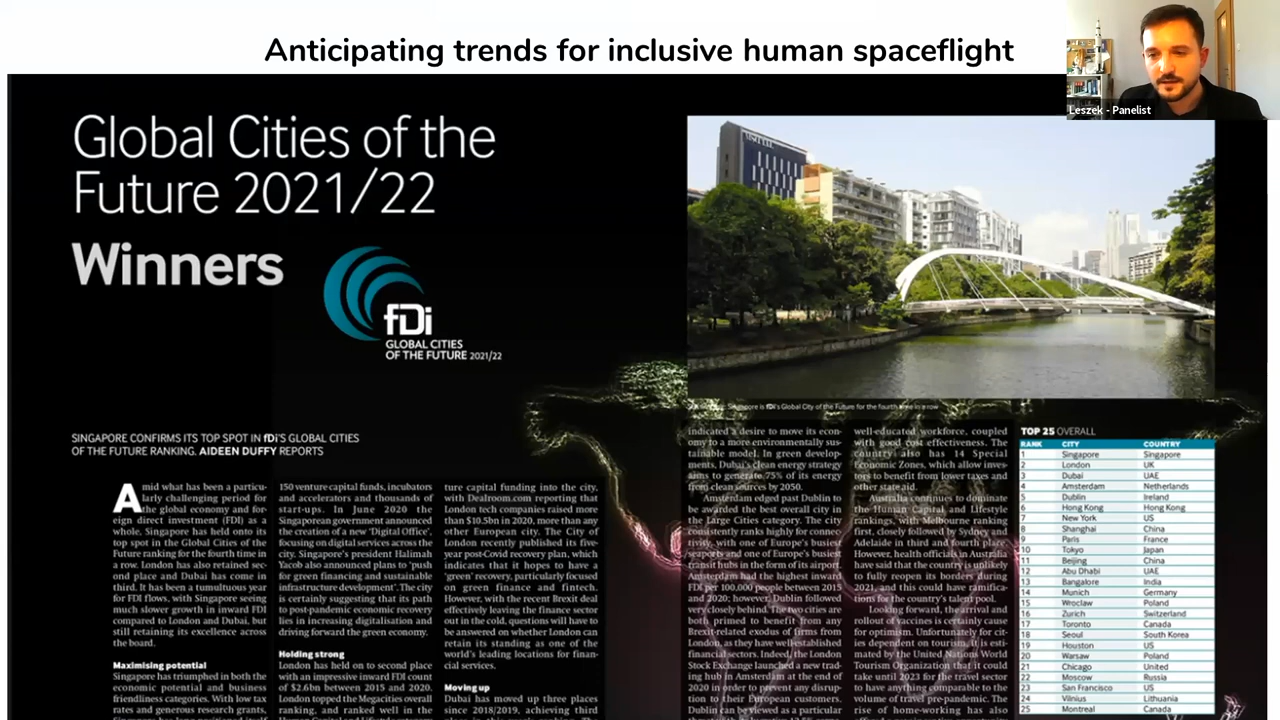 Anticipating trends for inclusive human spaceflight
Leszek - Panelist
Global Cities of the
Future 2021/22
Winners
fDi
GLOBAL CITIES
OF THE FUTURE 2021/22
SINGAPORE CONFIRMS ITS TOP SPOT IN fDi'S GLOBAL CITIES
OF THE FUTURE RANKING. AIDEEN DUFFY REPORTS
Amid what has been a particu-
larly challenging period for
the global economy and for-
eign direct investment (FDI) as a
whole, Singapore has held onto its
top spot in the Global Cities of the
Future ranking for the fourth time in
a row. London has also retained sec-
ond place and Dubai has come in
third. It has been a tumultuous year
for FDI flows, with Singapore seeing
much slower growth in inward FDI
compared to London and Dubai, but
still retaining its excellence across
the board.
Maximising potential
Singapore has triumphed in both the
economic potential and business
friendliness categories. With low tax
rates and generous research grants,
150 venture capital funds, incubators
and accelerators and thousands of
start-ups. In June 2020 the
Singaporean government announced
the creation of a new 'Digital Office',
focusing on digital services across the
city. Singapore's president Halimah
Yacob also announced plans to 'push
for green financing and sustainable
infrastructure development'. The city
is certainly suggesting that its path
to post-pandemic economic recovery
lies in increasing digitalisation and
driving forward the green economy.
Holding strong
London has held on to second place
with an impressive inward FDI count
of $2.6bn between 2015 and 2020.
London topped the Megacities overall
ranking, and ranked well in the
ture capital funding into the city,
with Dealroom.com reporting that
London tech companies raised more
than $10.5bn in 2020, more than any
other European city. The City of
London recently published its five-
year post-Covid recovery plan, which
indicates that it hopes to have a
'green' recovery, particularly focused
on green finance and fintech.
However, with the recent Brexit deal
effectively leaving the finance sector
out in the cold, questions will have to
be answered on whether London can
retain its standing as one of the
world's leading locations for finan-
cial services.
Moving up
Dubai has moved up three places
since 2018/2019, achieving third
Singapore is fDi's Global City of the Future for the fourth time in a row
indicated a desire to move its econ-
omy to a more environmentally sus-
tainable model. In green develop-
ments, Dubai's clean energy strategy
aims to generate 75% of its energy
from clean sources by 2050.
Amsterdam edged past Dublin to
be awarded the best overall city in
the Large Cities category. The city
consistently ranks highly for connec-
tivity, with one of Europe's busiest
seaports and one of Europe's busiest
transit hubs in the form of its airport.
Amsterdam had the highest inward
FDI per 100,000 people between 2015
and 2020; however, Dublin followed
very closely behind. The two cities are
both primed to benefit from any
Brexit-related exodus of firms from
London, as they have well-established
financial sectors. Indeed, the London
Stock Exchange launched a new trad-
ing hub in Amsterdam at the end of
2020 in order to prevent any disrup-
tion to their European customers.
Dublin can be viewed as a particular
well-educated workforce, coupled
with good cost effectiveness. The
country also has 14 Special
Economic Zones, which allow inves-
tors to benefit from lower taxes and
other state aid.
Australia continues to dominate
the Human Capital and Lifestyle
rankings, with Melbourne ranking
first, closely followed by Sydney and
Adelaide in third and fourth place.
However, health officials in Australia
have said that the country is unlikely
to fully reopen its borders during
2021, and this could have ramifica-
tions for the country's talent pool.
Looking forward, the arrival and
rollout of vaccines is certainly cause
for optimism. Unfortunately for cit-
ies dependent on tourism, it is esti-
mated by the United Nations World
Tourism Organization that it could
take until 2023 for the travel sector
to have anything comparable to the
volume of travel pre-pandemic. The
rise of home-working has also
TOP 25 OVERALL
RANK CITY COUNTRY
1 Singapore Singapore
2 London UK
3 Dubai UAE
4 Amsterdam Netherlands
5 Dublin Ireland
6 Hong Kong Hong Kong
7 New York US
8 Shanghai China
9 Paris France
10 Tokyo Japan
11 Beijing China
12 Abu Dhabi UAE
13 Bangalore India
14 Munich Germany
15 Wroclaw Poland
16 Zurich Switzerland
17 Toronto Canada
18 Seoul South Korea
19 Houston US
20 Warsaw Poland
21 Chicago United
22 Moscow Russia
23 San Francisco US
24 Vilnius Lithuania
25 Montreal Canada